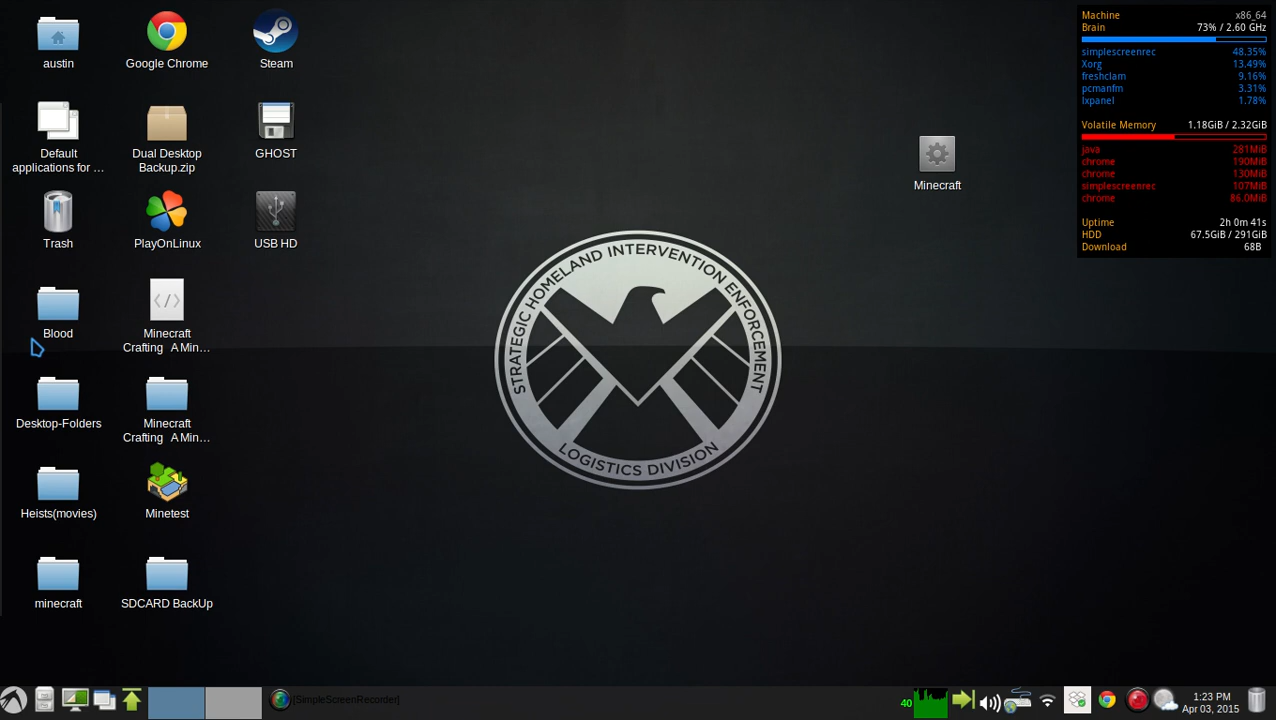 austin
Google Chrome
Steam
Default
applications for ...
Dual Desktop
Backup.zip
GHOST
Trash
PlayOnLinux
USB HD
Blood
Minecraft
Crafting A Min...
Desktop-Folders
Minecraft
Crafting A Min...
Heists(movies)
Minetest
minecraft
SDCARD BackUp
STRATEGIC HOMELAND INTERVENTION ENFORCEMENT
LOGISTICS DIVISION
Minecraft
Machine x86_64
Brain 73% / 2.60 GHz
simplescreenrec 48.35%
Xorg 13.49%
freshclam 9.16%
pcmanfm 3.31%
lxpanel 1.78%
Volatile Memory 1.18GiB / 2.32GiB
java 281MiB
chrome 190MiB
chrome 130MiB
simplescreenrec 107MiB
chrome 86.0MiB
Uptime 2h 0m 41s
HDD 67.5GiB / 291GiB
Download 68B
[SimpleScreenRecorder]
40
1:23 PM
Apr 03, 2015